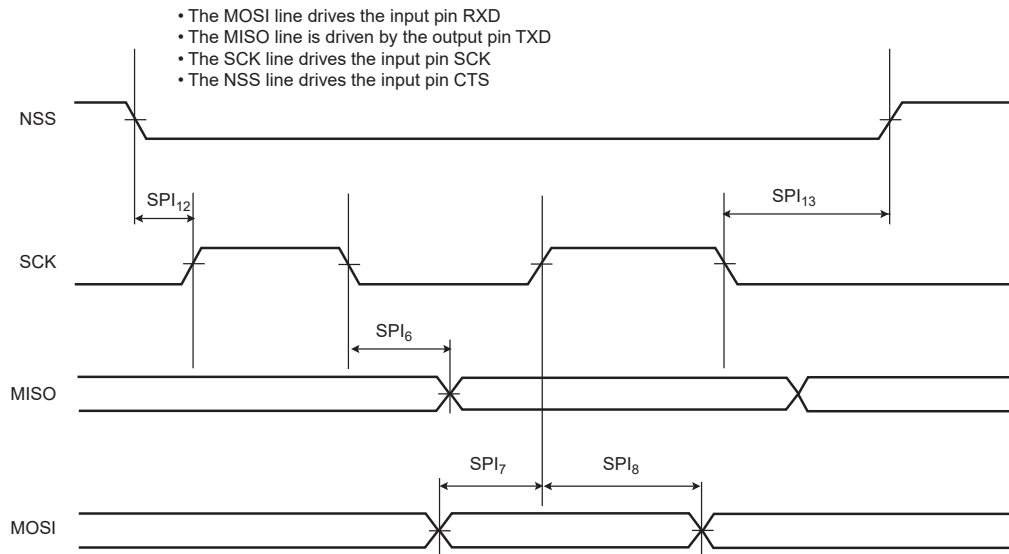 • The MOSI line drives the input pin RXD
• The MISO line is driven by the output pin TXD
• The SCK line drives the input pin SCK
• The NSS line drives the input pin CTS
NSS
SPI12
SPI13
SCK
SPI6
MISO
SPI7
SPI8
MOSI